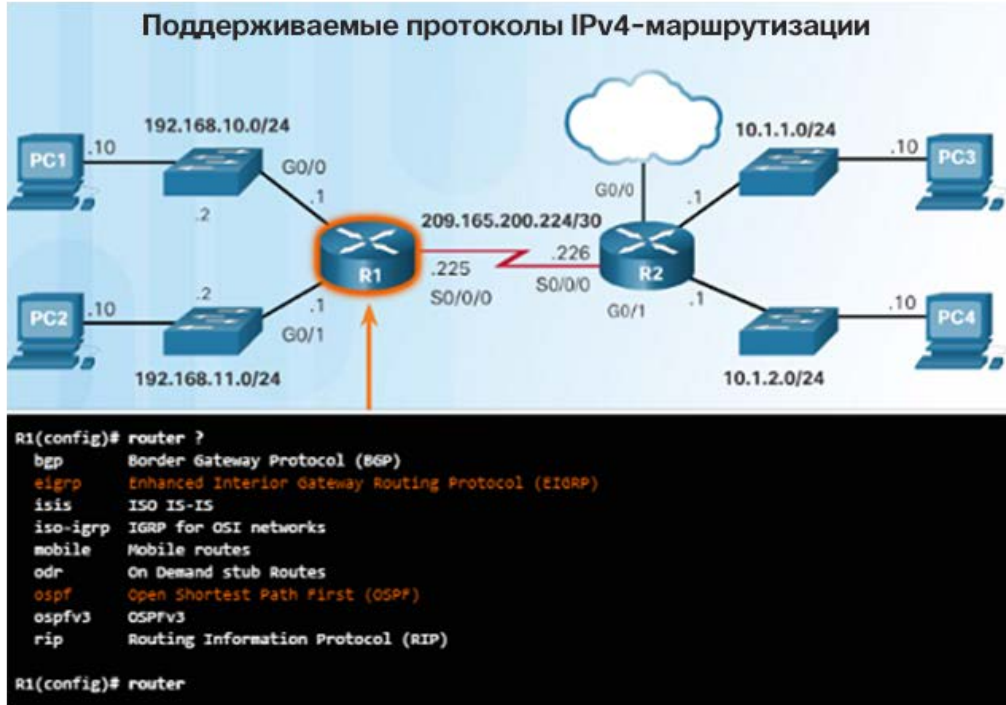 Поддерживаемые протоколы IPv4-маршрутизации
192.168.10.0/24
10.1.1.0/24
PC1
.10
G0/0
.1
.2
G0/0
.1
.10
PC3
209.165.200.224/30
R1
.225
S0/0/0
.226
S0/0/0
R2
PC2
.10
.2
.1
G0/1
G0/1
.1
.10
PC4
192.168.11.0/24
10.1.2.0/24
R1(config)# router ?
bgp Border Gateway Protocol (BGP)
eigrp Enhanced Interior Gateway Routing Protocol (EIGRP)
isis ISO IS-IS
iso-igrp IGRP for OSI networks
mobile Mobile routes
odr On Demand stub Routes
ospf Open Shortest Path First (OSPF)
ospfv3 OSPFv3
rip Routing Information Protocol (RIP)
R1(config)# router